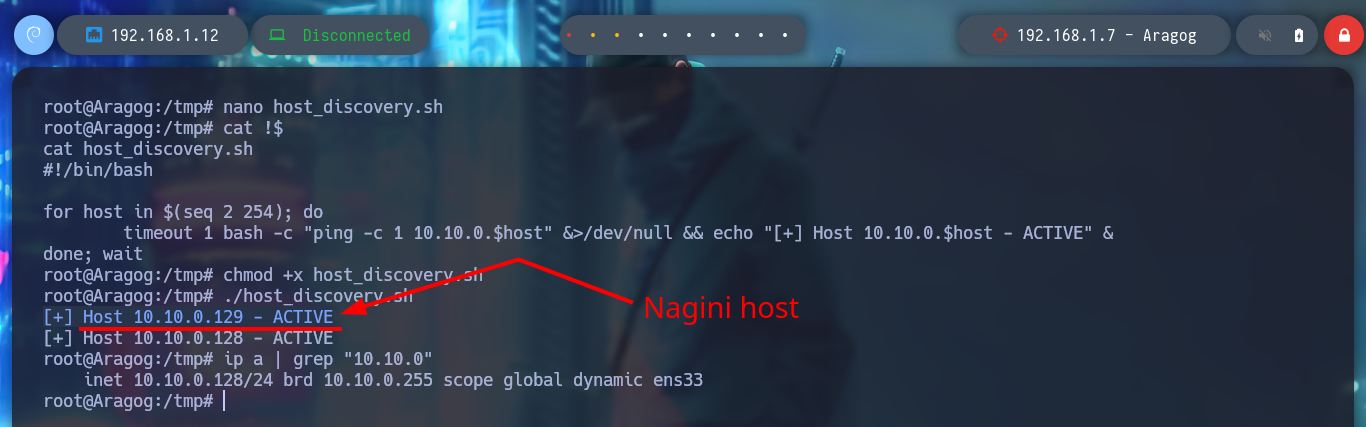 192.168.1.12 Disconnected 192.168.1.7 - Aragog
root@Aragog:/tmp# nano host_discovery.sh
root@Aragog:/tmp# cat !$
cat host_discovery.sh
#!/bin/bash
for host in $(seq 2 254); do
timeout 1 bash -c "ping -c 1 10.10.0.$host" &>/dev/null && echo "[+] Host 10.10.0.$host - ACTIVE" &
done; wait
root@Aragog:/tmp# chmod +x host_discovery.sh
root@Aragog:/tmp# ./host_discovery.sh
[+] Host 10.10.0.129 - ACTIVE
Nagini host
[+] Host 10.10.0.128 - ACTIVE
root@Aragog:/tmp# ip a | grep "10.10.0"
inet 10.10.0.128/24 brd 10.10.0.255 scope global dynamic ens33
root@Aragog:/tmp#